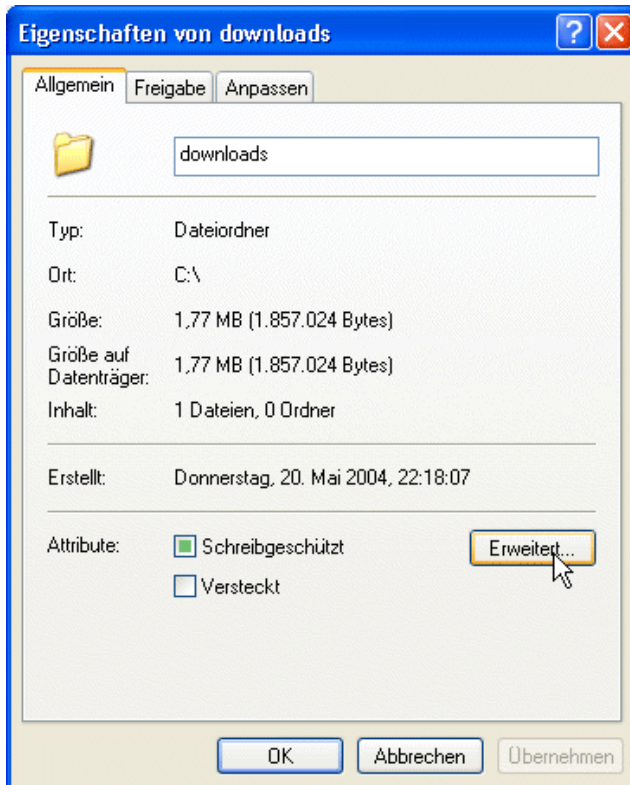 Eigenschaften von downloads
Allgemein Freigabe Anpassen
downloads
Typ: Dateiordner
Ort: C:\
Größe: 1,77 MB (1.857.024 Bytes)
Größe auf
Datenträger: 1,77 MB (1.857.024 Bytes)
Inhalt: 1 Dateien, 0 Ordner
Erstellt: Donnerstag, 20. Mai 2004, 22:18:07
Attribute: Schreibgeschützt Erweitert...
Versteckt
OK Abbrechen Übernehmen